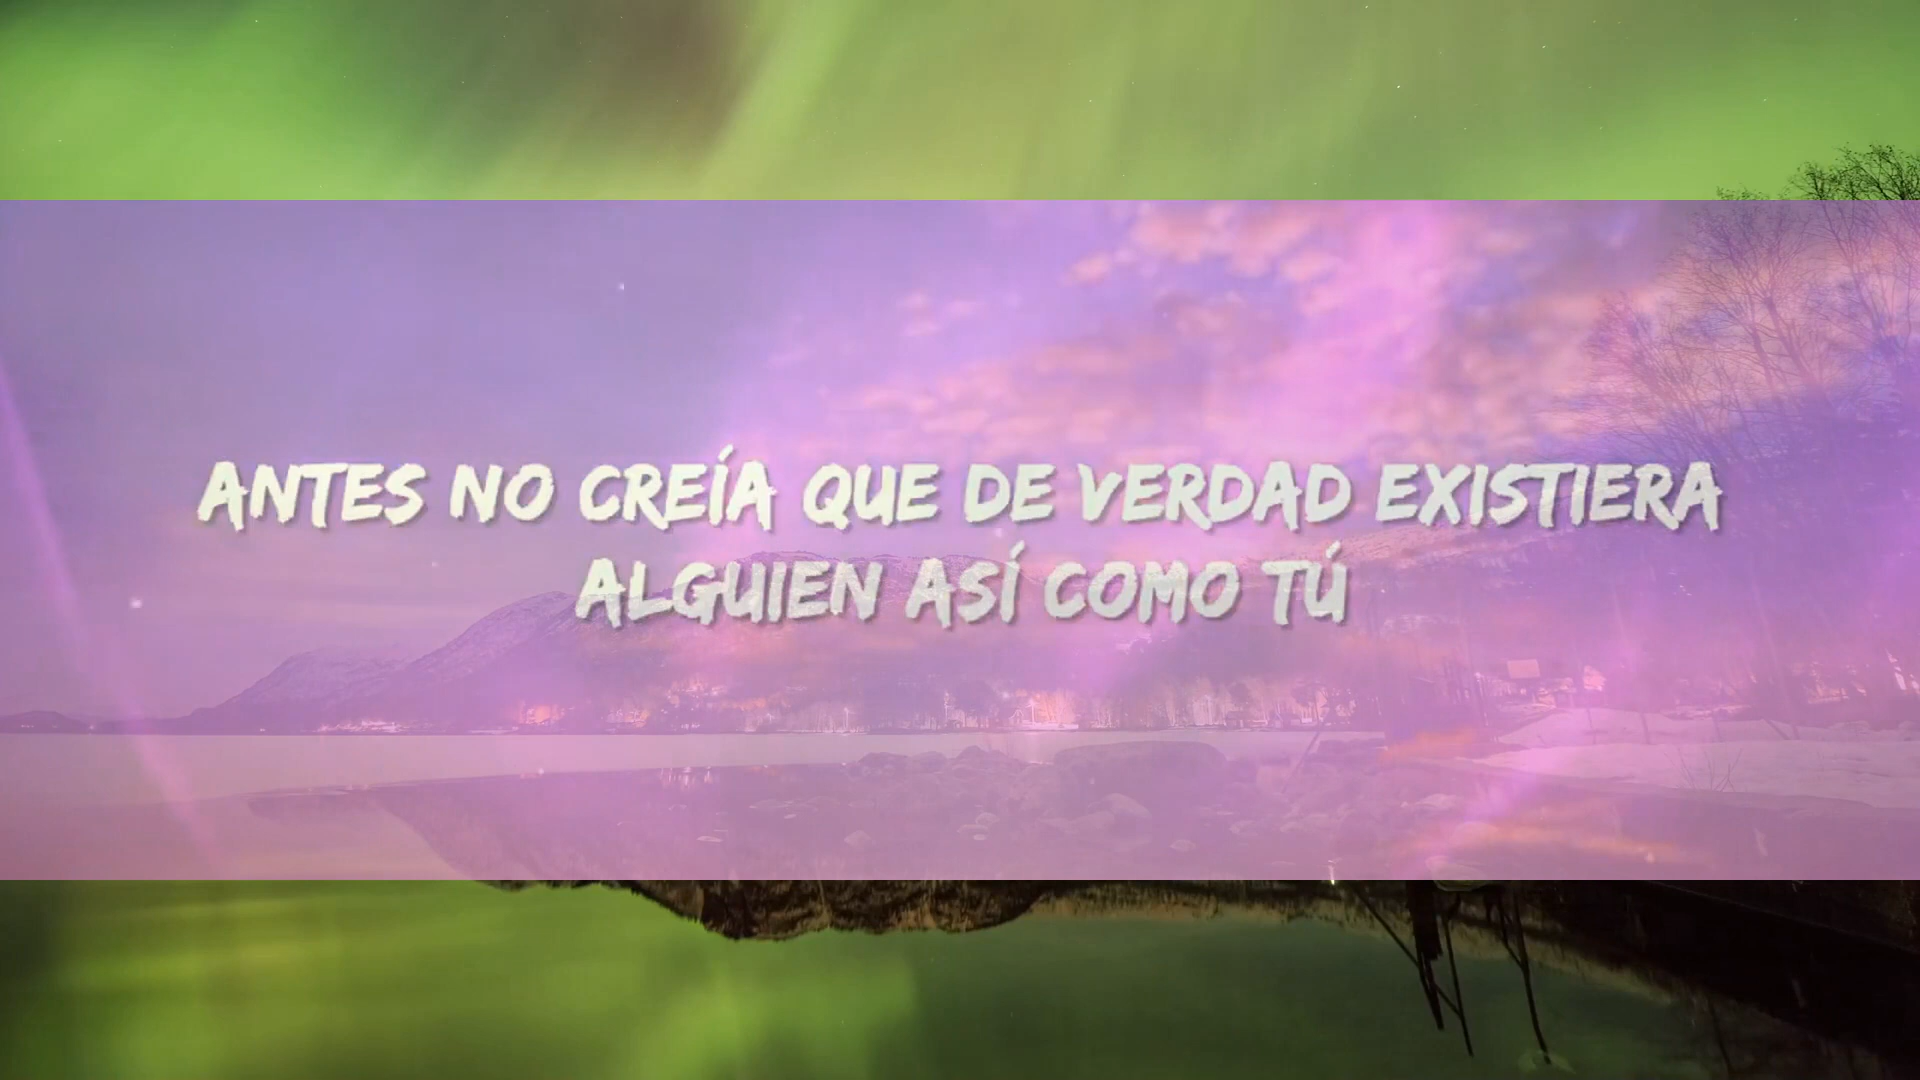 ANTES NO CREÍA QUE DE VERDAD EXISTIERA
ALGUIEN ASÍ COMO TÚ